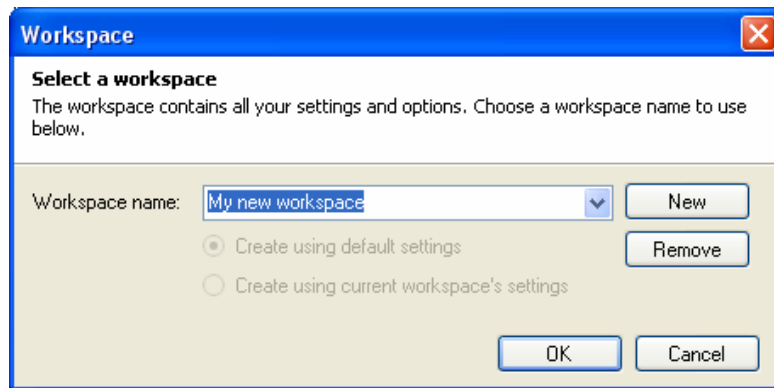 Workspace
Select a workspace
The workspace contains all your settings and options. Choose a workspace name to use
below.
Workspace name: My new workspace New
Create using default settings Remove
Create using current workspace's settings
OK Cancel